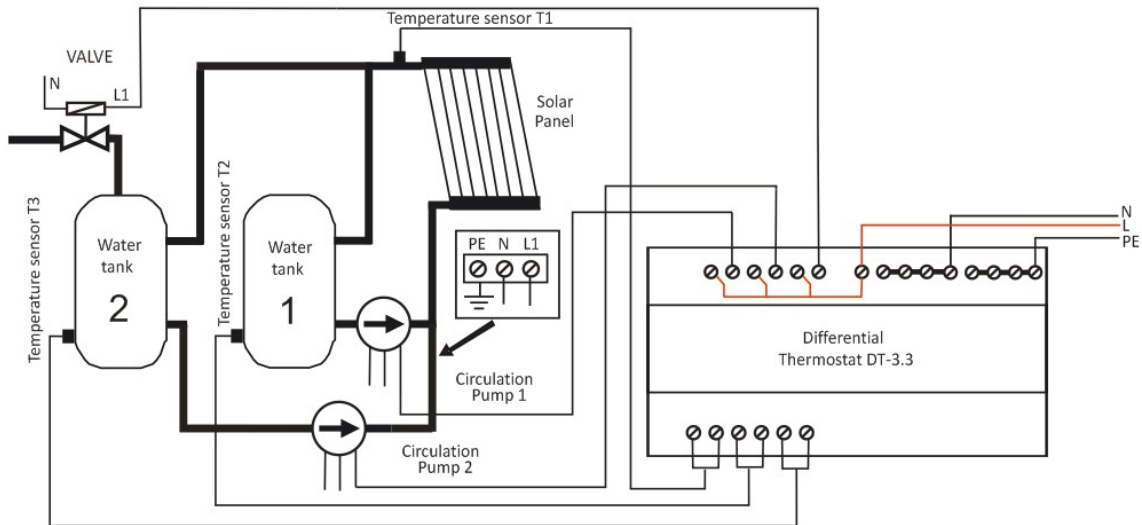 Temperature sensor T1
VALVE
N
L1
Solar
Panel
Temperature sensor T3
Temperature sensor T2
Water
tank
2
Water
tank
1
PE N L1
N
L
PE
Differential
Thermostat DT-3.3
Circulation
Pump 1
Circulation
Pump 2